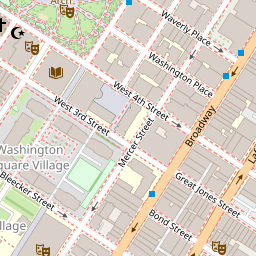 Arch
Waverly Place
Washington Place
West 4th Street
West 3rd Street
Mercer Street
Broadway
Washington
Square Village
Bleecker Street
Great Jones Street
Bond Street